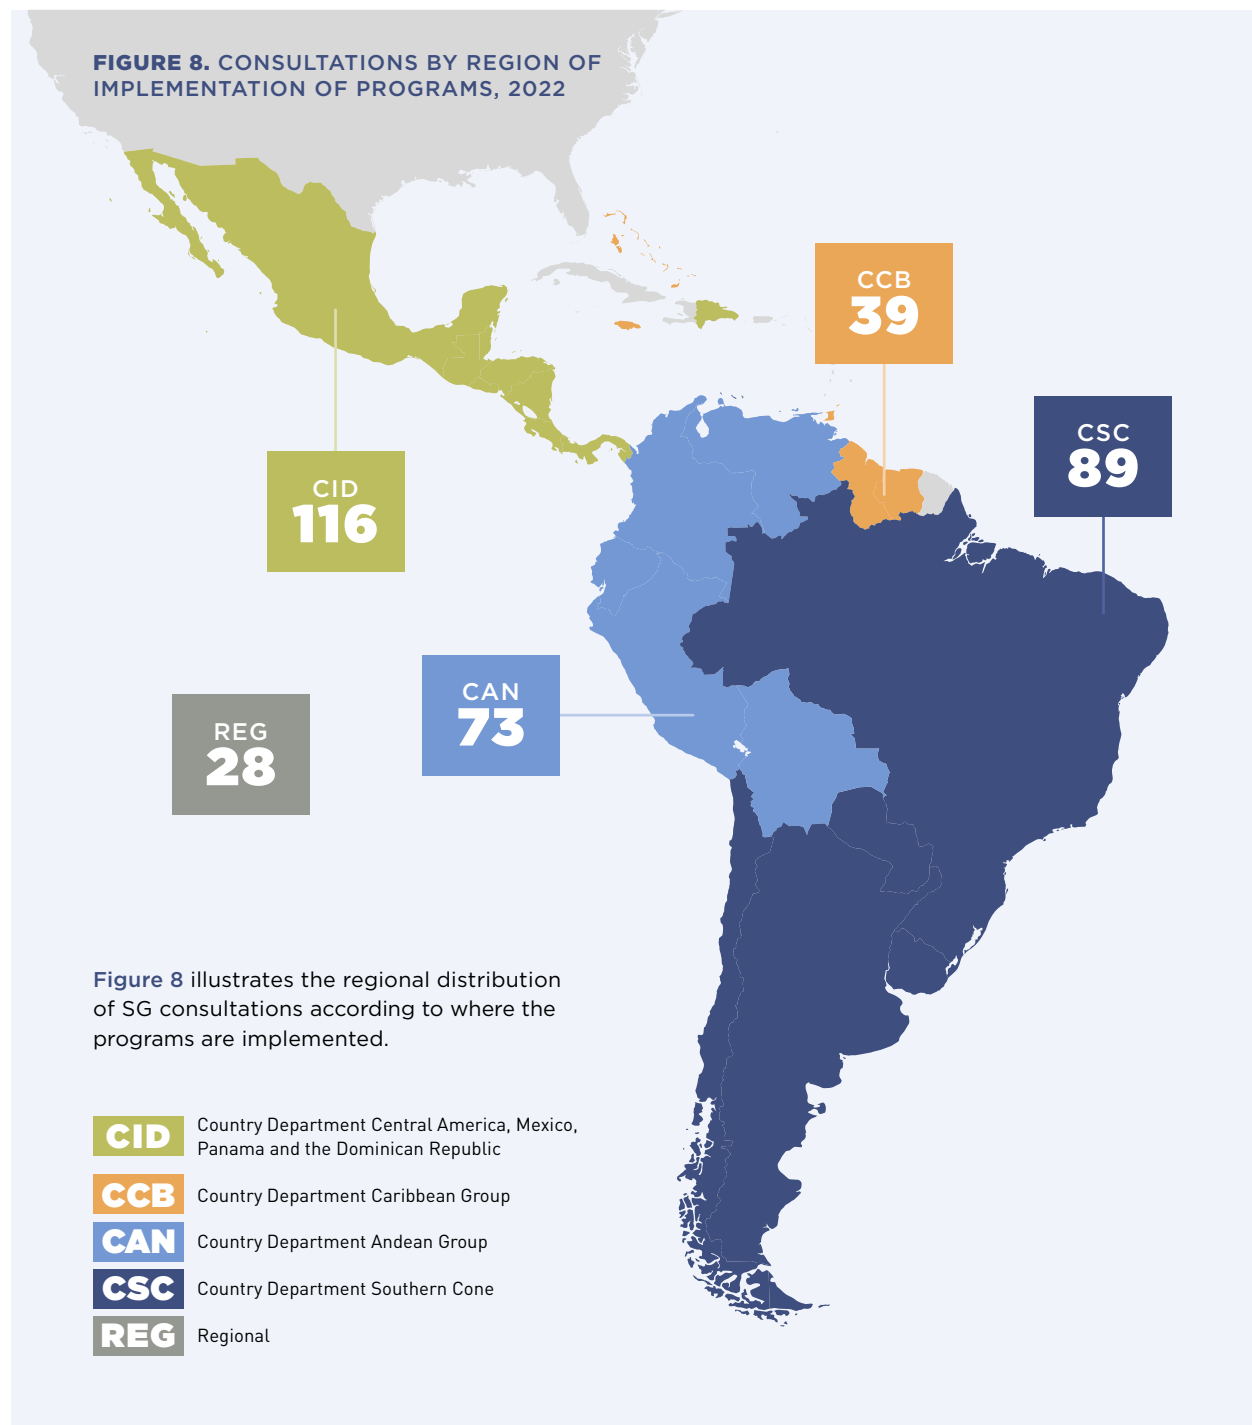 FIGURE 8. CONSULTATIONS BY REGION OF
IMPLEMENTATION OF PROGRAMS, 2022
CCB
39
CSC
89
CID
116
CAN
73
REG
28
Figure 8 illustrates the regional distribution
of SG consultations according to where the
programs are implemented.
CID
Country Department Central America, Mexico,
Panama and the Dominican Republic
CCB
Country Department Caribbean Group
CAN
Country Department Andean Group
CSC
Country Department Southern Cone
REG
Regional